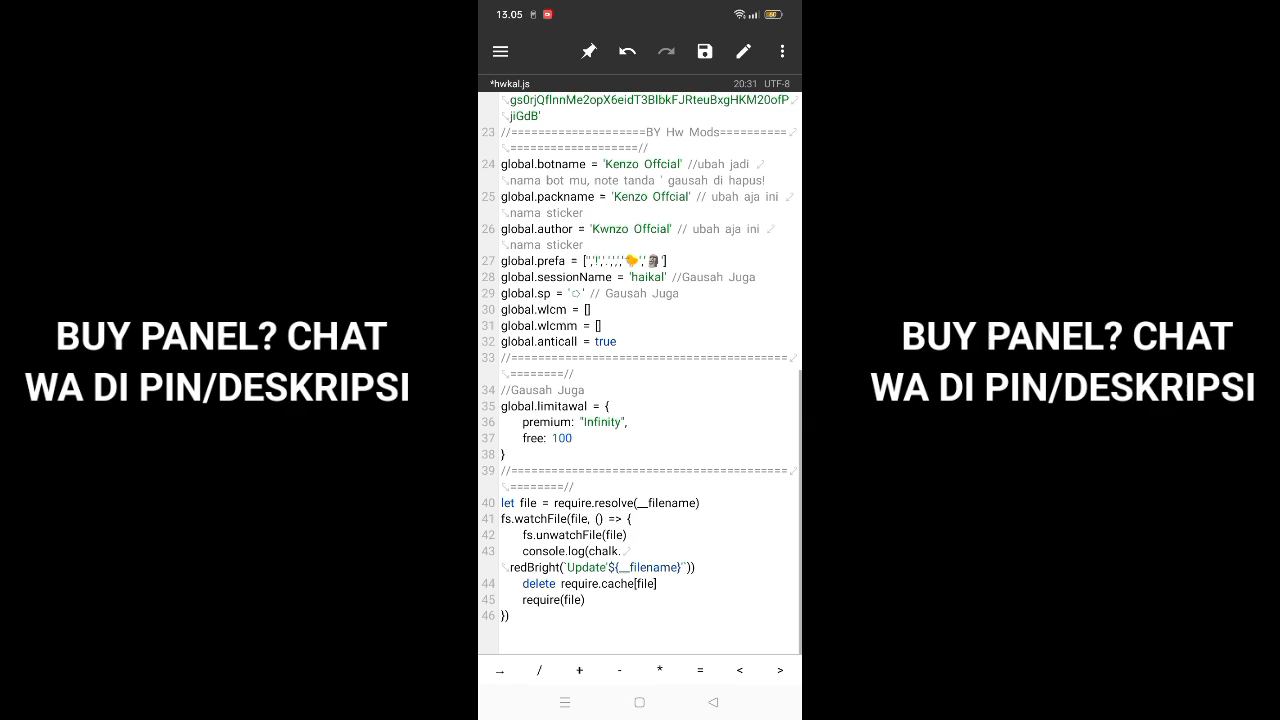 13.05
60
*hwkal.js 20:31 UTF-8
gs0rjQflnnMe2opX6eidT3BlbkFJRteuBxgHKM20ofP
jiGdB'
23 //====================BY Hw Mods==========
===================//
24 global.botname = 'Kenzo Offcial' //ubah jadi
nama bot mu, note tanda ' gausah di hapus!
25 global.packname = 'Kenzo Offcial' // ubah aja ini
nama sticker
26 global.author = 'Kwnzo Offcial' // ubah aja ini
nama sticker
27 global.prefa = ['','!','.',',','🐤','🗿']
28 global.sessionName = 'haikal' //Gausah Juga
29 global.sp = '' // Gausah Juga
30 global.wlcm = []
31 global.wlcmm = []
32 global.anticall = true
33 //=========================================
========//
34 //Gausah Juga
35 global.limitawal = {
36 premium: "Infinity",
37 free: 100
38 }
39 //=========================================
========//
40 let file = require.resolve(__filename)
41 fs.watchFile(file, () => {
42 fs.unwatchFile(file)
43 console.log(chalk.
redBright(`Update'${__filename}'`))
44 delete require.cache[file]
45 require(file)
46 })
→ / + - * = < >
BUY PANEL? CHAT
WA DI PIN/DESKRIPSI
BUY PANEL? CHAT
WA DI PIN/DESKRIPSI